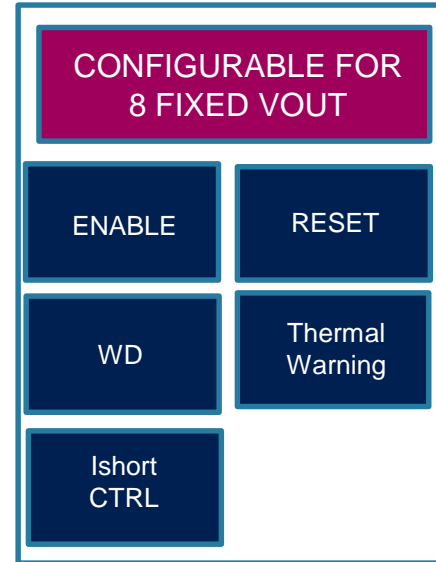 CONFIGURABLE FOR
8 FIXED VOUT
ENABLE
RESET
WD
Thermal
Warning
Ishort
CTRL